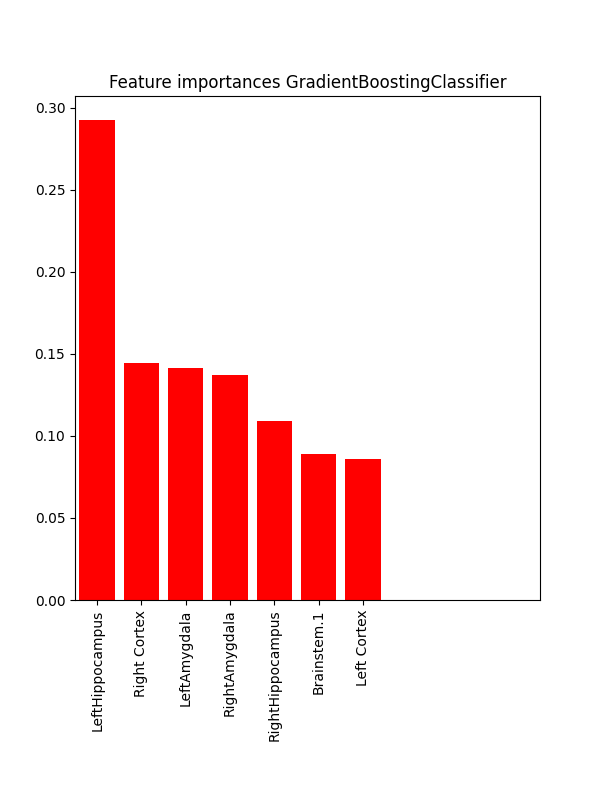 Feature importances GradientBoostingClassifier
0.30
0.25
0.20
0.15
0.10
0.05
0.00
LeftHippocampus
Right Cortex
LeftAmygdala
RightAmygdala
RightHippocampus
Brainstem.1
Left Cortex